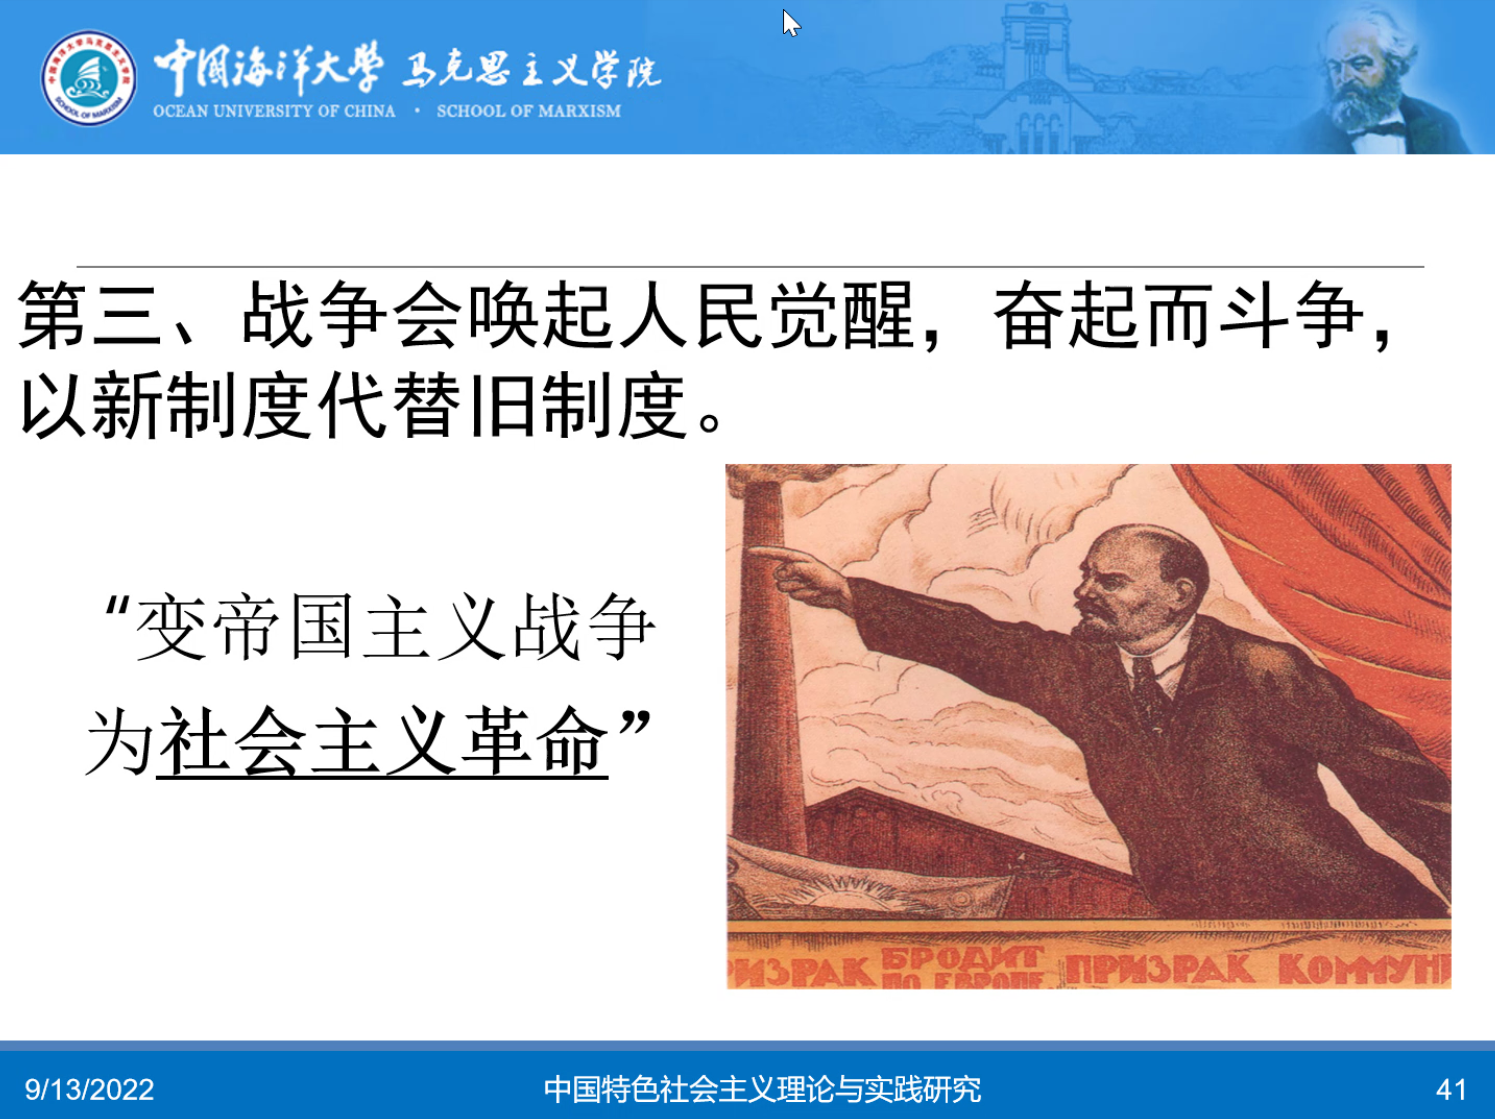 中国海洋大学 马克思主义学院
OCEAN UNIVERSITY OF CHINA · SCHOOL OF MARXISM
第三、战争会唤起人民觉醒，奋起而斗争，
以新制度代替旧制度。
“变帝国主义战争
为社会主义革命”
ИЗРАК БРОДИТ ПО ЕВРОПЕ ПРИЗРАК КОММУНИ
9/13/2022 中国特色社会主义理论与实践研究 41